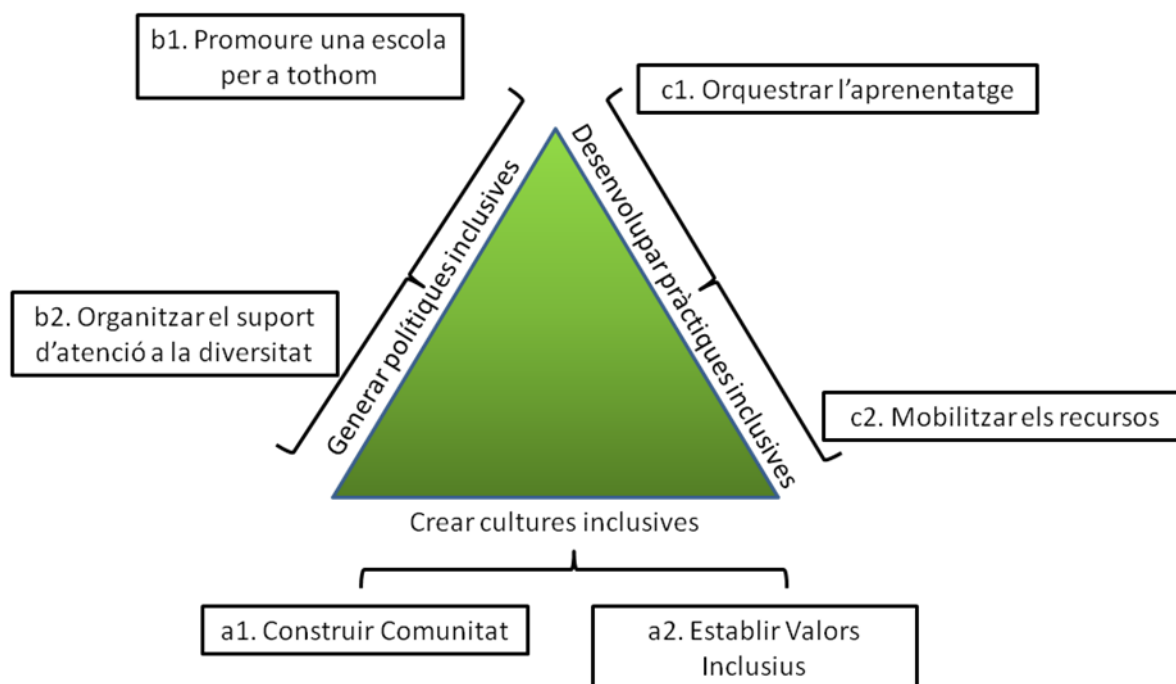 b1. Promoure una escola
per a tothom
c1. Orquestrar l'aprenentatge
Generar polítiques inclusives
Desenvolupar pràctiques inclusives
b2. Organitzar el suport
d'atenció a la diversitat
c2. Mobilitzar els recursos
Crear cultures inclusives
a1. Construir Comunitat
a2. Establir Valors
Inclusius